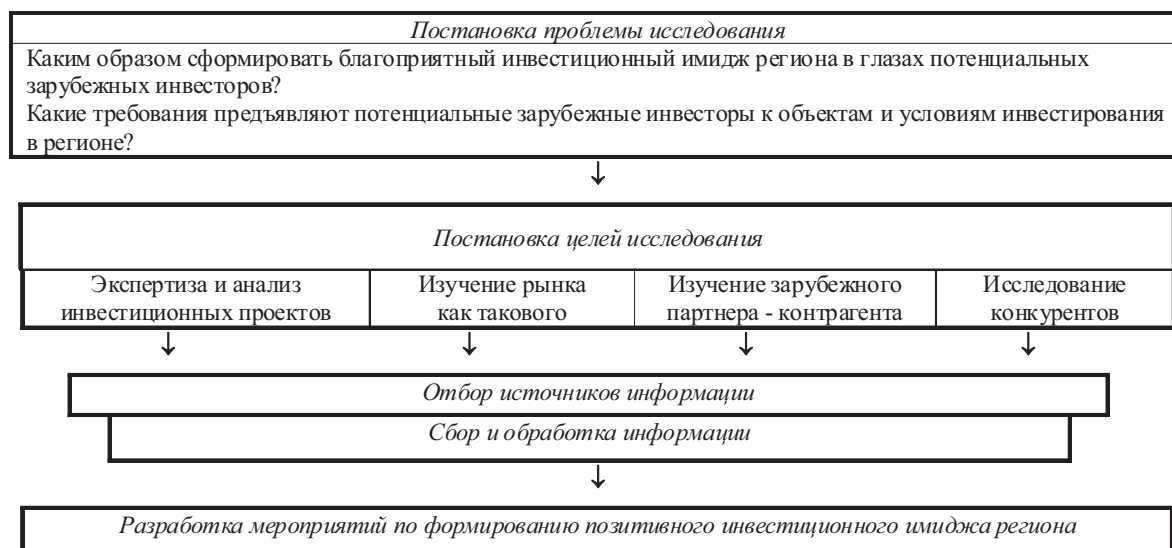 Постановка проблемы исследования
Каким образом сформировать благоприятный инвестиционный имидж региона в глазах потенциальных
зарубежных инвесторов?
Какие требования предъявляют потенциальные зарубежные инвесторы к объектам и условиям инвестирования
в регионе?
↓
Постановка целей исследования
Экспертиза и анализ
инвестиционных проектов
Изучение рынка
как такового
Изучение зарубежного
партнера - контрагента
Исследование
конкурентов
↓ ↓ ↓ ↓
Отбор источников информации
Сбор и обработка информации
↓
Разработка мероприятий по формированию позитивного инвестиционного имиджа региона